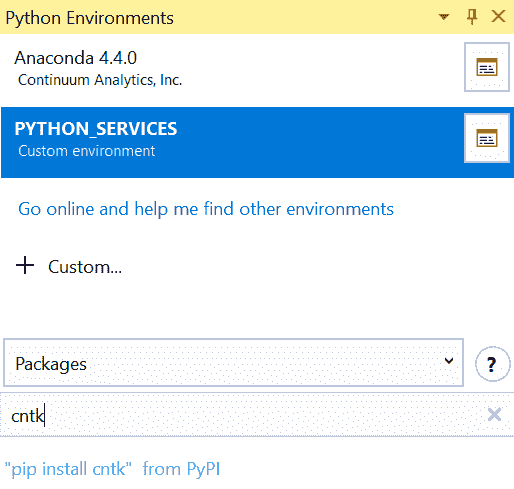 Python Environments
Anaconda 4.4.0
Continuum Analytics, Inc.
PYTHON_SERVICES
Custom environment
Go online and help me find other environments
+ Custom...
Packages
?
cntk
"pip install cntk" from PyPI